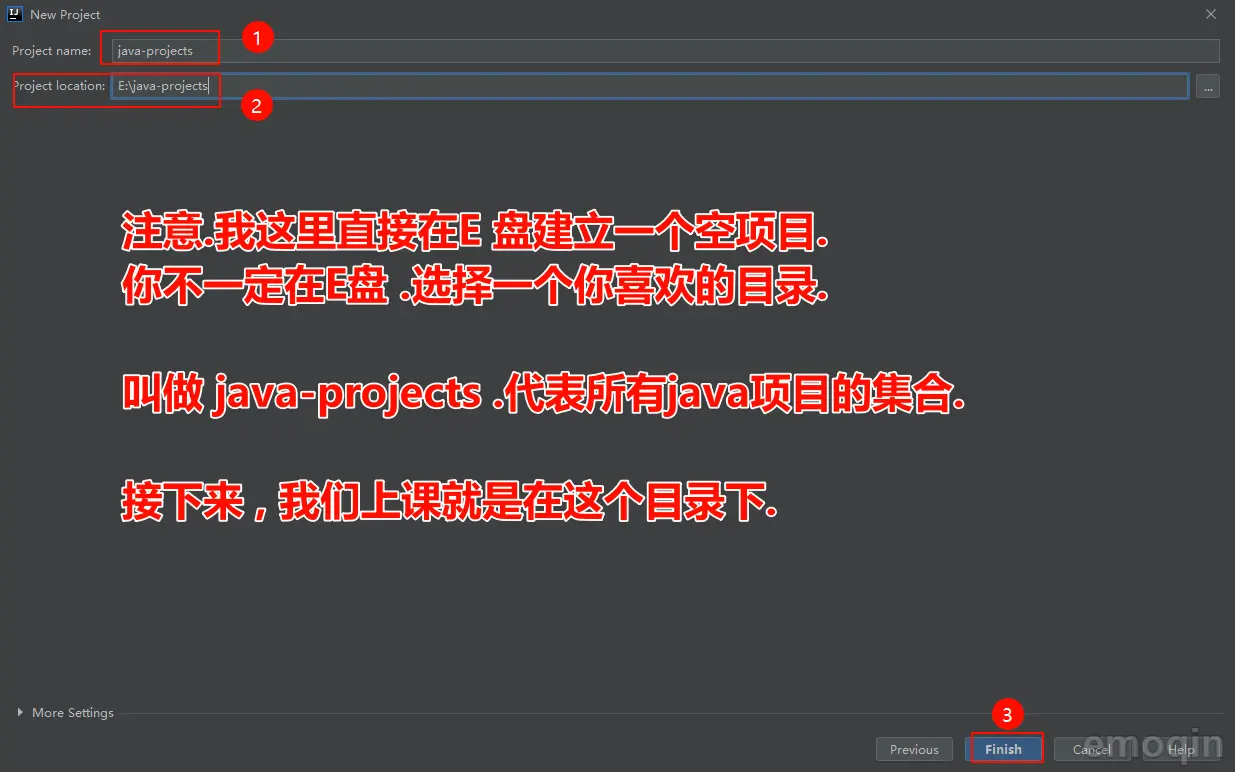 IJ New Project
Project name: java-projects
1
Project location: E:\java-projects ...
2
注意.我这里直接在E 盘建立一个空项目.
你不一定在E盘 .选择一个你喜欢的目录.
叫做 java-projects .代表所有java项目的集合.
接下来 , 我们上课就是在这个目录下.
More Settings
3
Previous Finish Cancel Help
emoqin